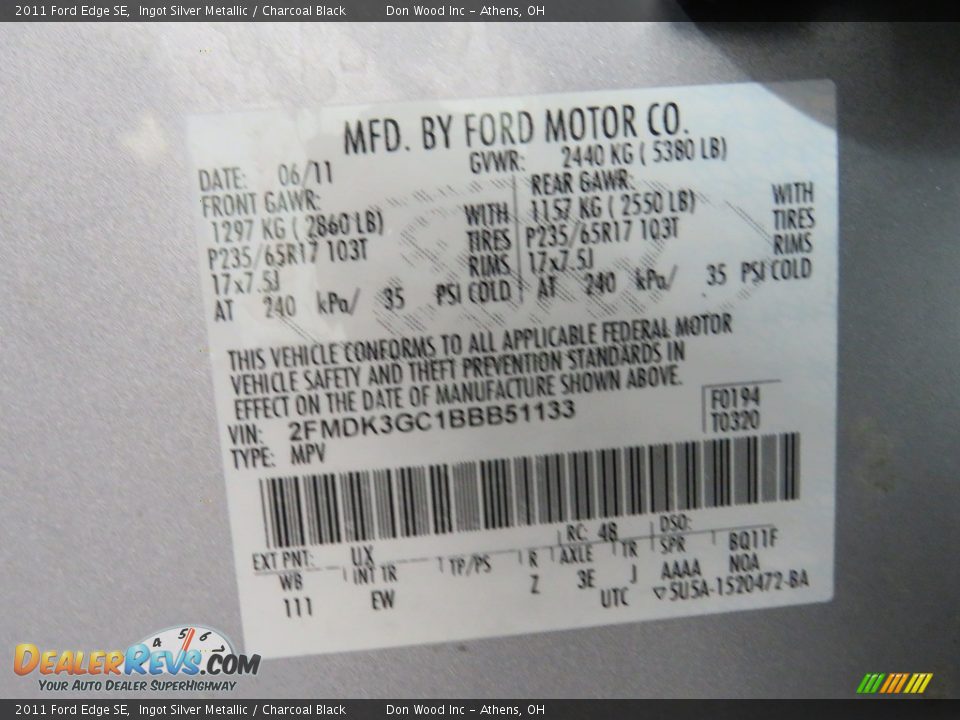 2011 Ford Edge SE, Ingot Silver Metallic / Charcoal Black Don Wood Inc - Athens, OH
MFD. BY FORD MOTOR CO.
DATE: 06/11 GVWR: 2440 KG ( 5380 LB)
FRONT GAWR: REAR GAWR:
1297 KG ( 2860 LB) WITH 1157 KG ( 2550 LB) WITH
P235/65R17 103T TIRES P235/65R17 103T TIRES
17x7.5J RIMS 17x7.5J RIMS
AT 240 kPa/ 35 PSI COLD AT 240 kPa/ 35 PSI COLD
THIS VEHICLE CONFORMS TO ALL APPLICABLE FEDERAL MOTOR
VEHICLE SAFETY AND THEFT PREVENTION STANDARDS IN
EFFECT ON THE DATE OF MANUFACTURE SHOWN ABOVE.
VIN: 2FMDK3GC1BBB51133 F0194
TYPE: MPV T0320
EXT PNT: UX RC: 48 DSO:
WB INT TR TP/PS R AXLE TR SPR BQ11F
111 EW Z 3E J AAAA NOA
UTC ▽5U5A-1520472-BA
4 5 6
DEALERREVS.COM
YOUR AUTO DEALER SUPERHIGHWAY
2011 Ford Edge SE, Ingot Silver Metallic / Charcoal Black Don Wood Inc - Athens, OH